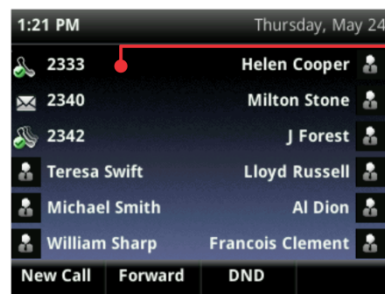 1:21 PM Thursday, May 24
2333 Helen Cooper
2340 Milton Stone
2342 J Forest
Teresa Swift Lloyd Russell
Michael Smith Al Dion
William Sharp Francois Clement
New Call Forward DND